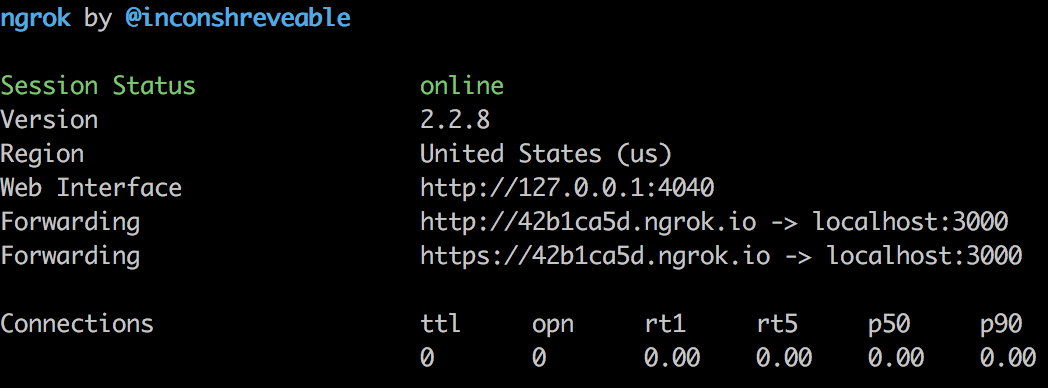 ngrok by @inconshreveable
Session Status online
Version 2.2.8
Region United States (us)
Web Interface http://127.0.0.1:4040
Forwarding http://42b1ca5d.ngrok.io -> localhost:3000
Forwarding https://42b1ca5d.ngrok.io -> localhost:3000
Connections ttl opn rt1 rt5 p50 p90
0 0 0.00 0.00 0.00 0.00